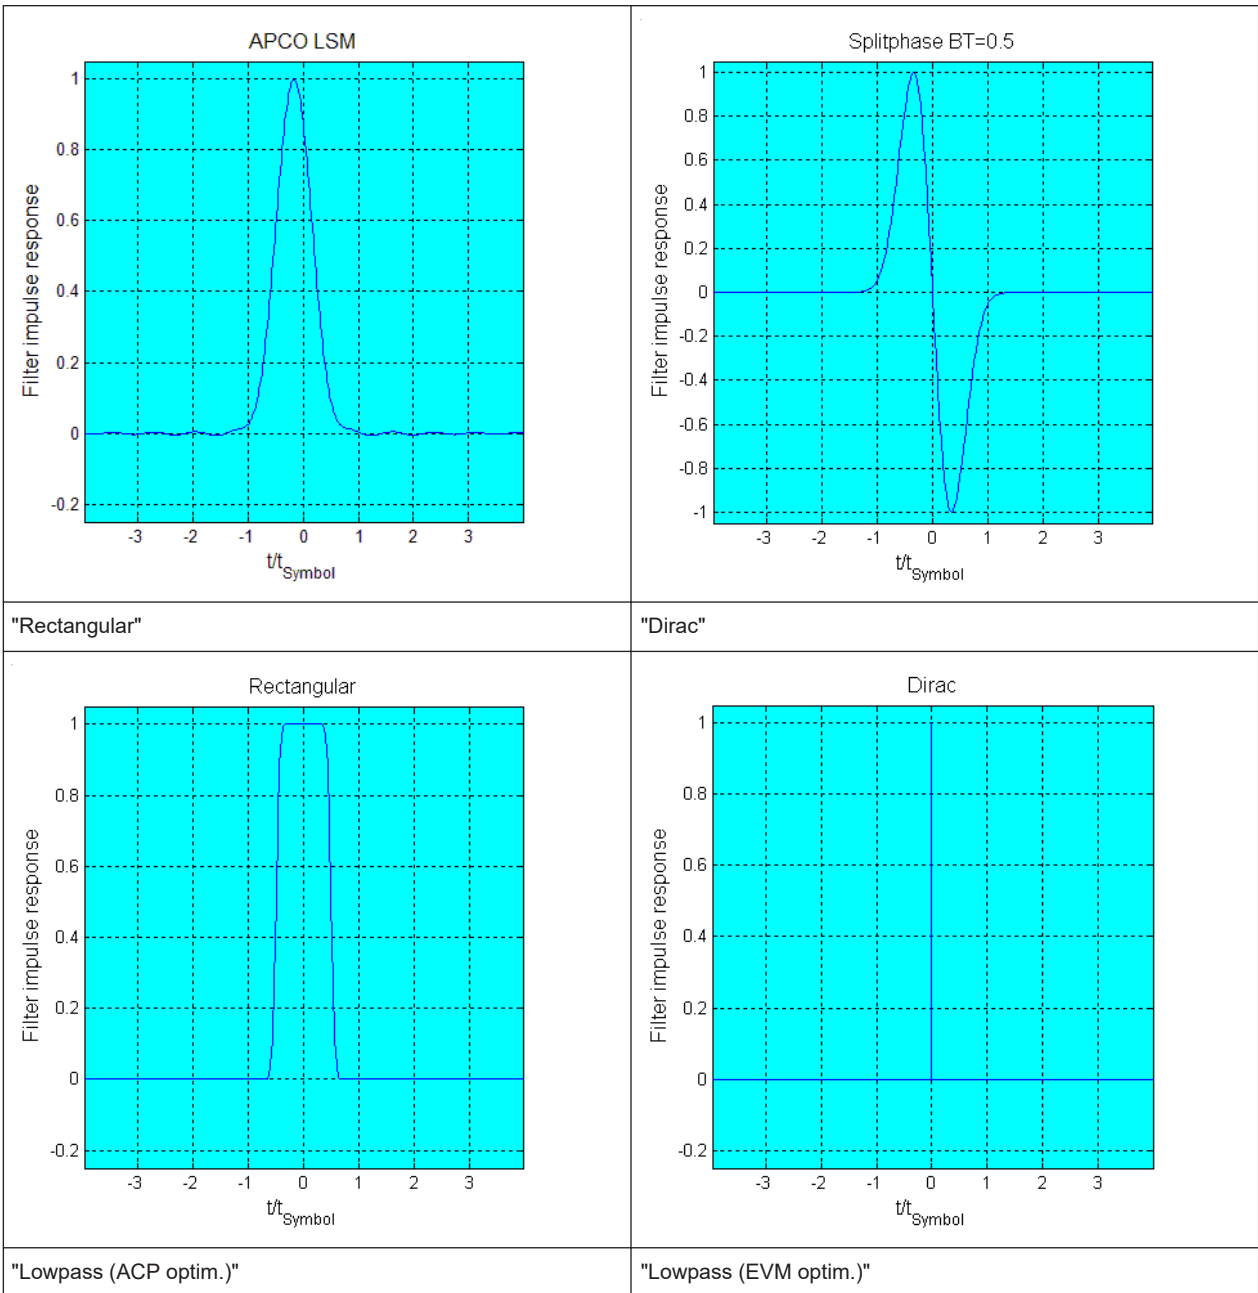 APCO LSM
1
0.8
0.6
0.4
0.2
0
-0.2
Filter impulse response
-3 -2 -1 0 1 2 3
t/tSymbol
Splitphase BT=0.5
1
0.8
0.6
0.4
0.2
0
-0.2
-0.4
-0.6
-0.8
-1
Filter impulse response
-3 -2 -1 0 1 2 3
t/tSymbol
"Rectangular"
"Dirac"
Rectangular
1
0.8
0.6
0.4
0.2
0
-0.2
Filter impulse response
-3 -2 -1 0 1 2 3
t/tSymbol
Dirac
1
0.8
0.6
0.4
0.2
0
-0.2
Filter impulse response
-3 -2 -1 0 1 2 3
t/tSymbol
"Lowpass (ACP optim.)"
"Lowpass (EVM optim.)"